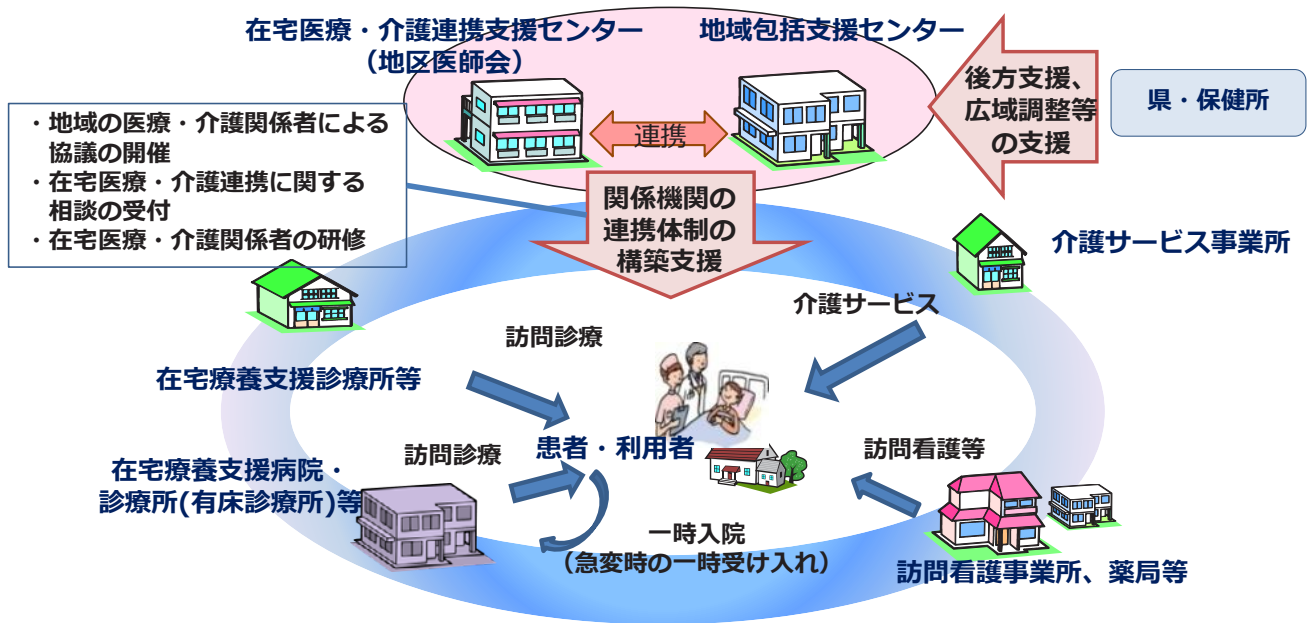 在宅医療・介護連携支援センター
（地区医師会）
地域包括支援センター
連携
後方支援、
広域調整等
の支援
県・保健所
・地域の医療・介護関係者による
協議の開催
・在宅医療・介護連携に関する
相談の受付
・在宅医療・介護関係者の研修
関係機関の
連携体制の
構築支援
介護サービス事業所
介護サービス
訪問診療
在宅療養支援診療所等
患者・利用者
訪問診療
訪問看護等
在宅療養支援病院・
診療所(有床診療所)等
一時入院
（急変時の一時受け入れ）
訪問看護事業所、薬局等